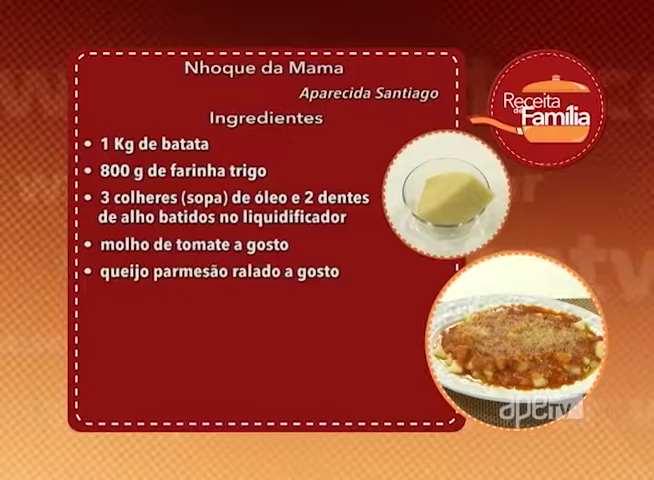 Nhoque da Mama
Aparecida Santiago
Ingredientes
• 1 Kg de batata
• 800 g de farinha trigo
• 3 colheres (sopa) de óleo e 2 dentes
de alho batidos no liquidificador
• molho de tomate a gosto
• queijo parmesão ralado a gosto
Receita
de Família
apetv